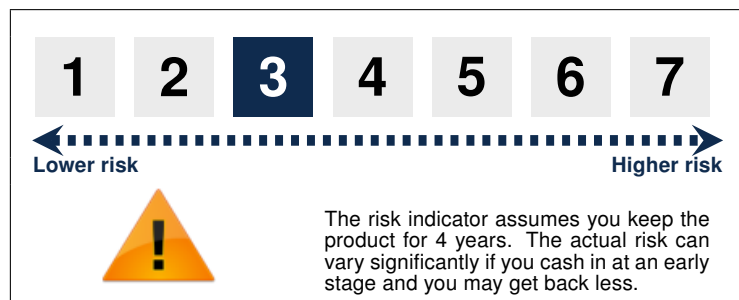 1 2 3 4 5 6 7
Lower risk Higher risk
!
The risk indicator assumes you keep the
product for 4 years. The actual risk can
vary significantly if you cash in at an early
stage and you may get back less.